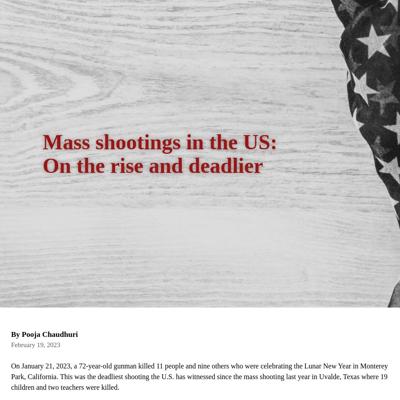 Mass shootings in the US:
On the rise and deadlier
By Pooja Chaudhuri
February 19, 2023
On January 21, 2023, a 72-year-old gunman killed 11 people and nine others who were celebrating the Lunar New Year in Monterey
Park, California. This was the deadliest shooting the U.S. has witnessed since the mass shooting last year in Uvalde, Texas where 19
children and two teachers were killed.